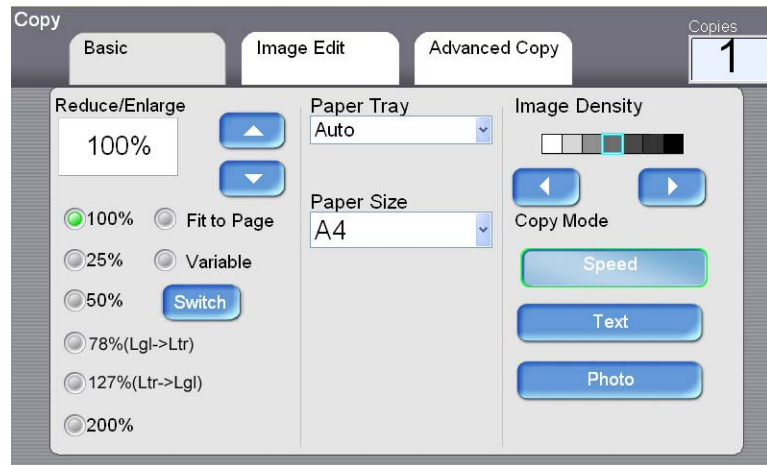 Copy
Copies
1
Basic
Image Edit
Advanced Copy
Reduce/Enlarge
100%
100%
Fit to Page
25%
Variable
50%
Switch
78%(Lgl->Ltr)
127%(Ltr->Lgl)
200%
Paper Tray
Auto
Paper Size
A4
Image Density
Copy Mode
Speed
Text
Photo